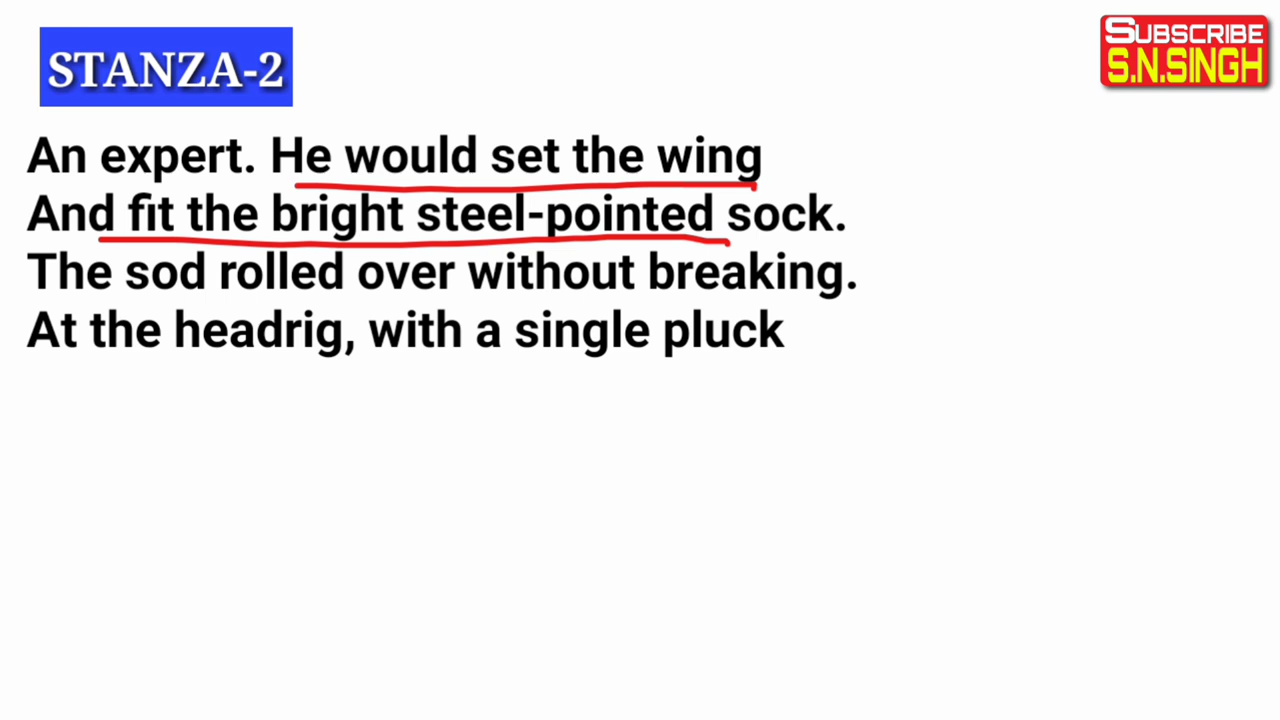 STANZA-2
SUBSCRIBE
S.N.SINGH
An expert. He would set the wing
And fit the bright steel-pointed sock.
The sod rolled over without breaking.
At the headrig, with a single pluck